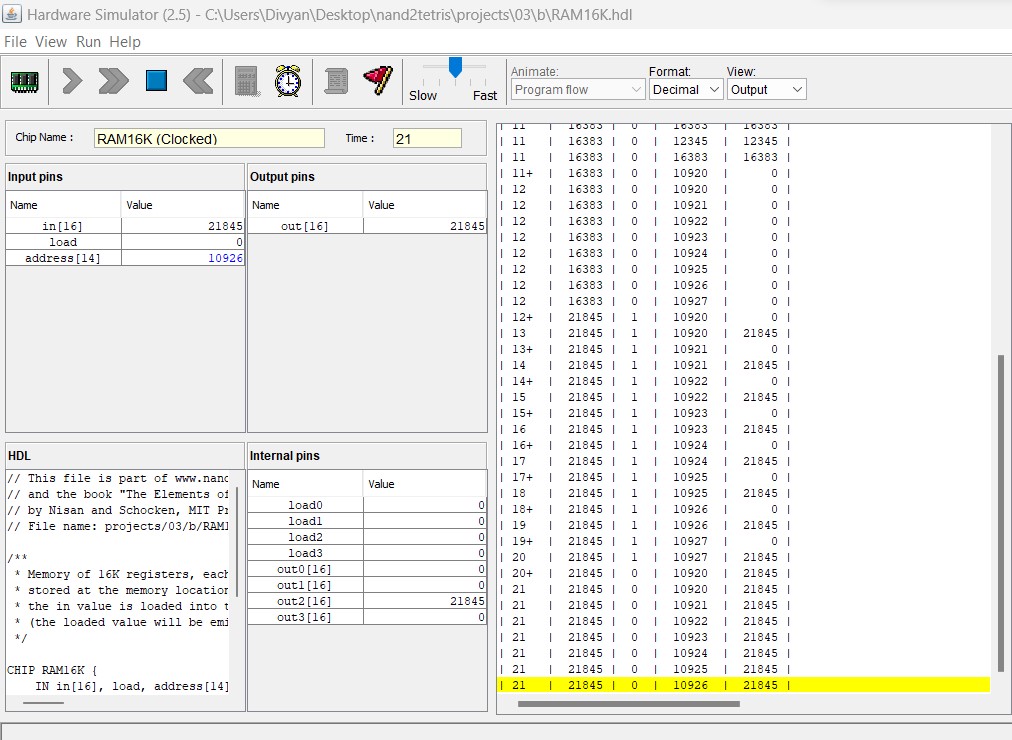 Hardware Simulator (2.5) - C:\Users\Divyan\Desktop\nand2tetris\projects\03\b\RAM16K.hdl
File View Run Help
Slow Fast
Animate:
Program flow
Format:
Decimal
View:
Output
Chip Name : RAM16K (Clocked) Time : 21
Input pins
Name Value
in[16] 21845
load 0
address[14] 10926
Output pins
Name Value
out[16] 21845
HDL
// This file is part of www.nand
// and the book "The Elements of
// by Nisan and Schocken, MIT Pr
// File name: projects/03/b/RAM1
/**
* Memory of 16K registers, each
* stored at the memory location
* the in value is loaded into t
* (the loaded value will be emi
*/
CHIP RAM16K {
IN in[16], load, address[14]
Internal pins
Name Value
load0 0
load1 0
load2 0
load3 0
out0[16] 0
out1[16] 0
out2[16] 21845
out3[16] 0
| 11 | 16383 | 0 | 16383 | 16383 |
| 11 | 16383 | 0 | 12345 | 12345 |
| 11 | 16383 | 0 | 16383 | 16383 |
| 11+ | 16383 | 0 | 10920 | 0 |
| 12 | 16383 | 0 | 10920 | 0 |
| 12 | 16383 | 0 | 10921 | 0 |
| 12 | 16383 | 0 | 10922 | 0 |
| 12 | 16383 | 0 | 10923 | 0 |
| 12 | 16383 | 0 | 10924 | 0 |
| 12 | 16383 | 0 | 10925 | 0 |
| 12 | 16383 | 0 | 10926 | 0 |
| 12 | 16383 | 0 | 10927 | 0 |
| 12+ | 21845 | 1 | 10920 | 0 |
| 13 | 21845 | 1 | 10920 | 21845 |
| 13+ | 21845 | 1 | 10921 | 0 |
| 14 | 21845 | 1 | 10921 | 21845 |
| 14+ | 21845 | 1 | 10922 | 0 |
| 15 | 21845 | 1 | 10922 | 21845 |
| 15+ | 21845 | 1 | 10923 | 0 |
| 16 | 21845 | 1 | 10923 | 21845 |
| 16+ | 21845 | 1 | 10924 | 0 |
| 17 | 21845 | 1 | 10924 | 21845 |
| 17+ | 21845 | 1 | 10925 | 0 |
| 18 | 21845 | 1 | 10925 | 21845 |
| 18+ | 21845 | 1 | 10926 | 0 |
| 19 | 21845 | 1 | 10926 | 21845 |
| 19+ | 21845 | 1 | 10927 | 0 |
| 20 | 21845 | 1 | 10927 | 21845 |
| 20+ | 21845 | 0 | 10920 | 21845 |
| 21 | 21845 | 0 | 10920 | 21845 |
| 21 | 21845 | 0 | 10921 | 21845 |
| 21 | 21845 | 0 | 10922 | 21845 |
| 21 | 21845 | 0 | 10923 | 21845 |
| 21 | 21845 | 0 | 10924 | 21845 |
| 21 | 21845 | 0 | 10925 | 21845 |
| 21 | 21845 | 0 | 10926 | 21845 |